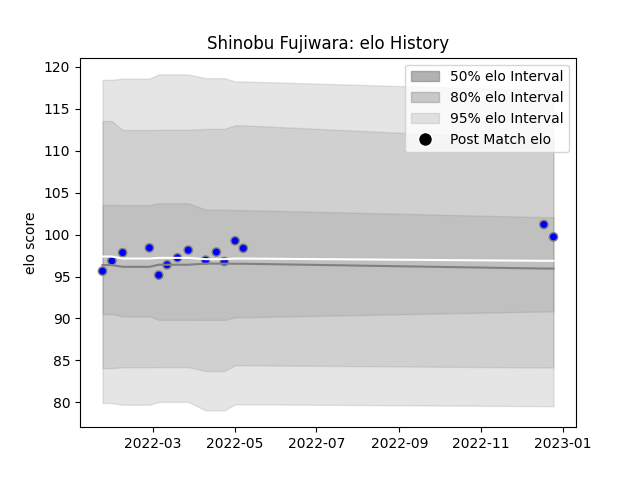 Shinobu Fujiwara: elo History
120
115
110
105
100
95
90
85
80
elo score
50% elo Interval
80% elo Interval
95% elo Interval
Post Match elo
2022-03 2022-05 2022-07 2022-09 2022-11 2023-01